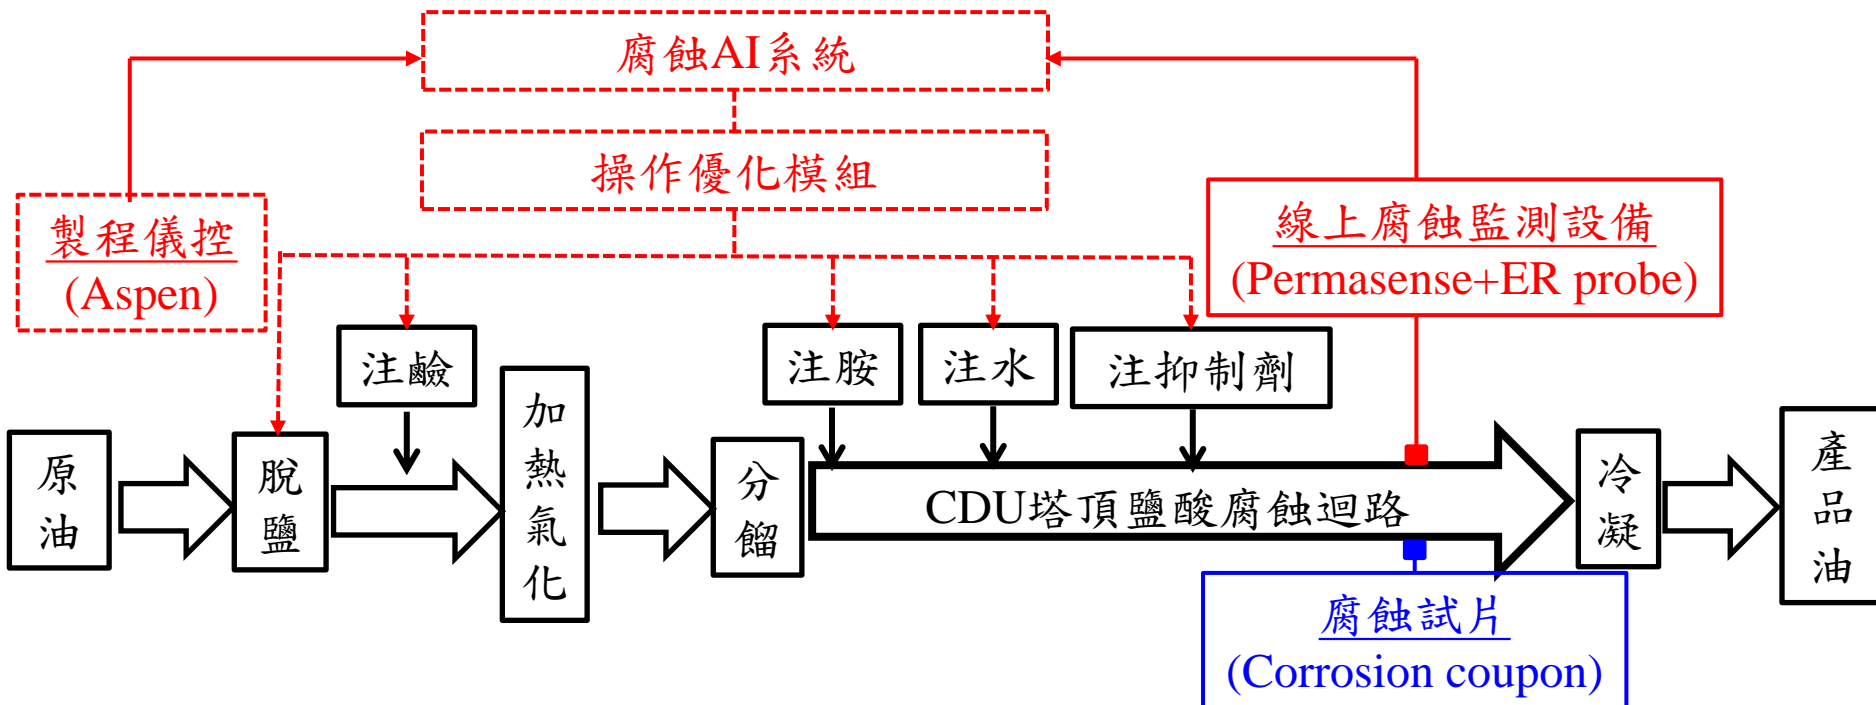 腐蝕AI系統
操作優化模組
製程儀控
(Aspen)
線上腐蝕監測設備
(Permasense+ER probe)
注鹼
注胺
注水
注抑制劑
原油
脫鹽
加熱氣化
分餾
CDU塔頂鹽酸腐蝕迴路
冷凝
產品油
腐蝕試片
(Corrosion coupon)